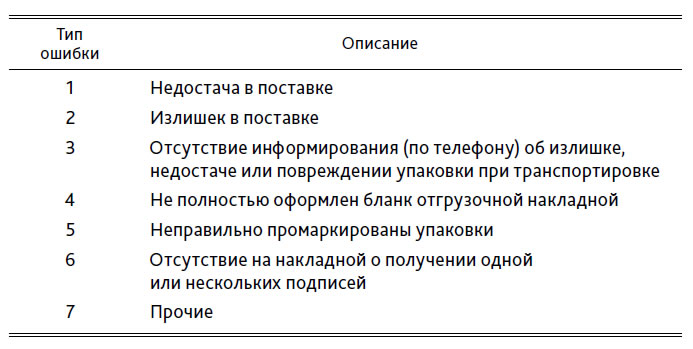 Тип
ошибки
Описание
1 Недостача в поставке
2 Излишек в поставке
3 Отсутствие информирования (по телефону) об излишке,
недостаче или повреждении упаковки при транспортировке
4 Не полностью оформлен бланк отгрузочной накладной
5 Неправильно промаркированы упаковки
6 Отсутствие на накладной о получении одной
или нескольких подписей
7 Прочие